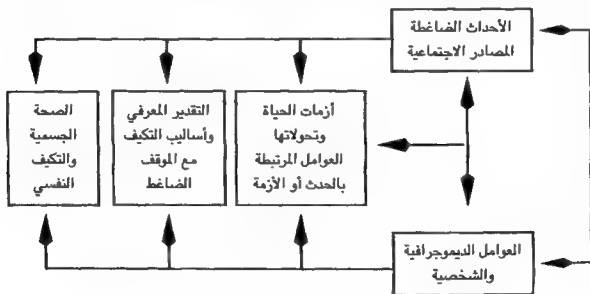 الأحداث الضاغطة
المصادر الاجتماعية
أزمات الحياة
وتحولاتها
العوامل المرتبطة
بالحدث أو الأزمة
التقدير المعرفي
وأساليب التكيف
مع الموقف
الضاغط
الصحة
الجسمية
والتكيف
النفسي
العوامل الديموجرافية
والشخصية